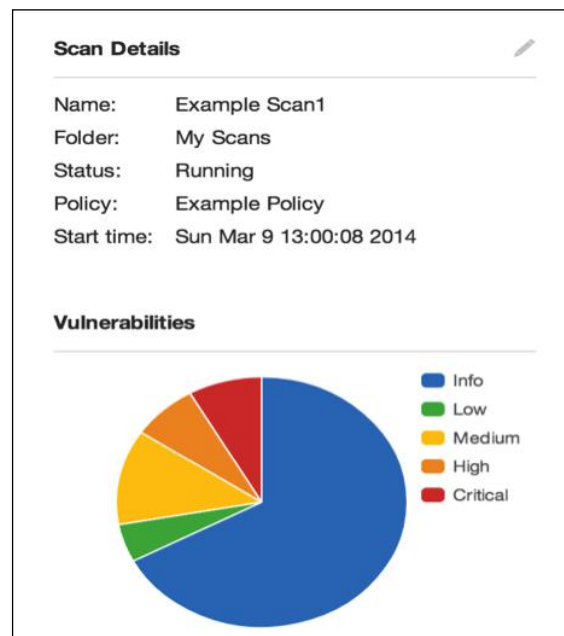 Scan Details
Name: Example Scan1
Folder: My Scans
Status: Running
Policy: Example Policy
Start time: Sun Mar 9 13:00:08 2014
Vulnerabilities
Info
Low
Medium
High
Critical